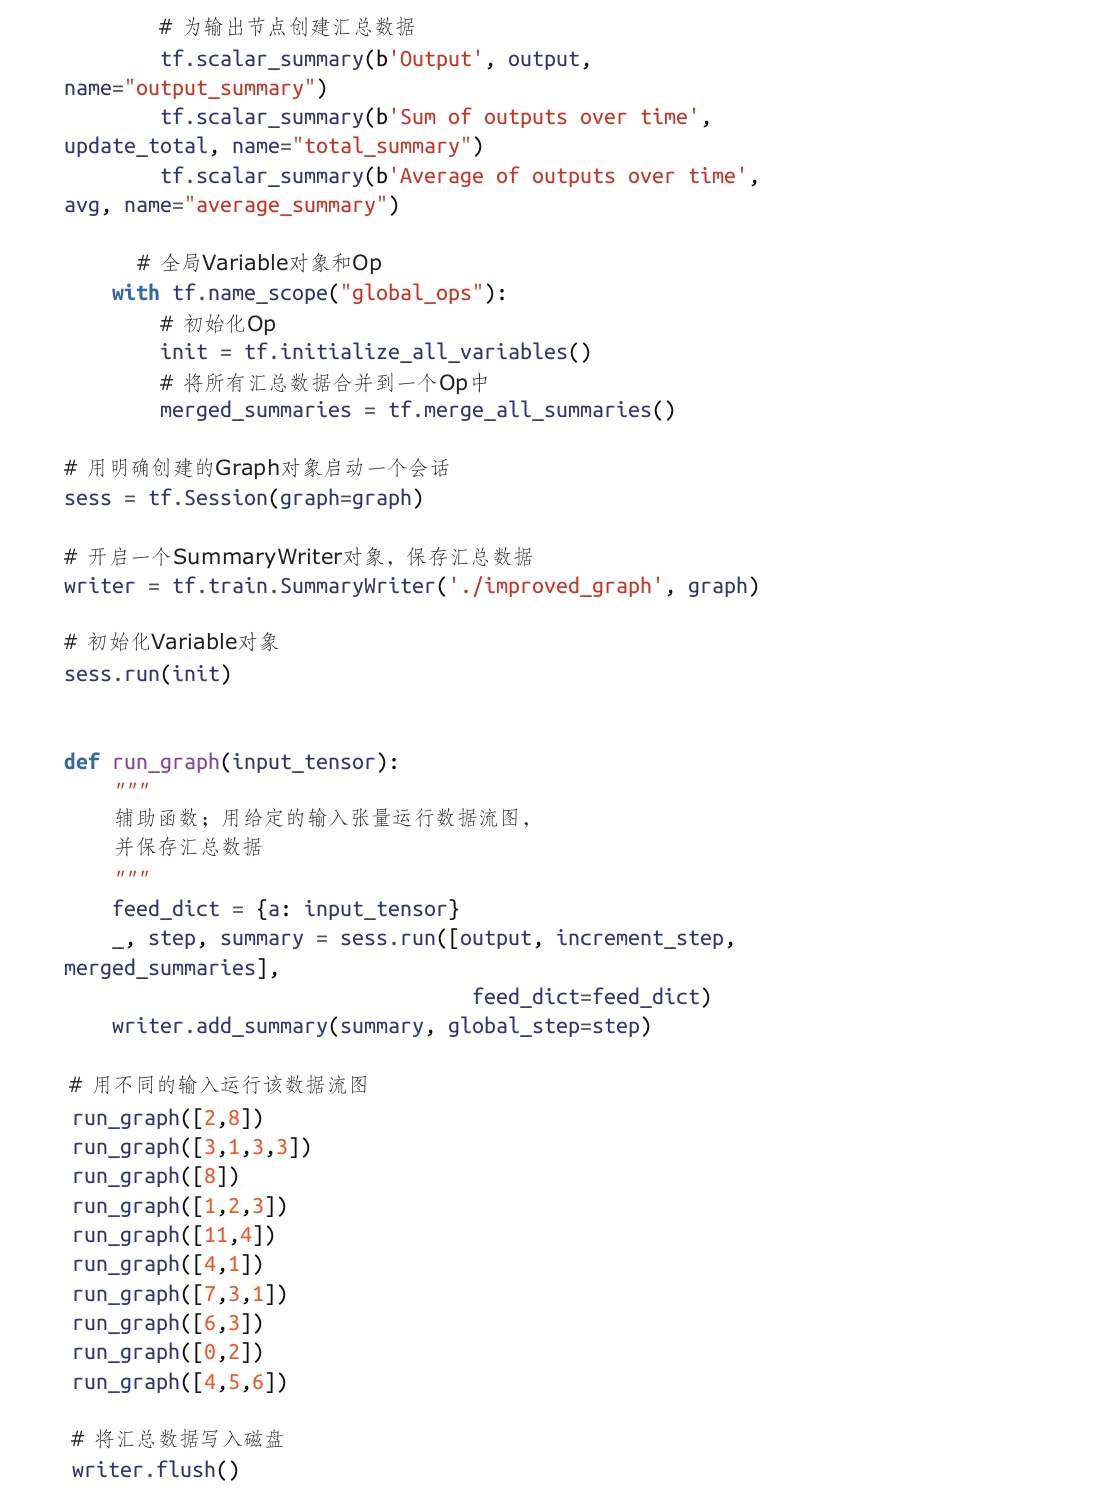 # 为输出节点创建汇总数据
tf.scalar_summary(b'Output', output,
name="output_summary")
tf.scalar_summary(b'Sum of outputs over time',
update_total, name="total_summary")
tf.scalar_summary(b'Average of outputs over time',
avg, name="average_summary")
# 全局Variable对象和Op
with tf.name_scope("global_ops"):
# 初始化Op
init = tf.initialize_all_variables()
# 将所有汇总数据合并到一个Op中
merged_summaries = tf.merge_all_summaries()
# 用明确创建的Graph对象启动一个会话
sess = tf.Session(graph=graph)
# 开启一个SummaryWriter对象，保存汇总数据
writer = tf.train.SummaryWriter('./improved_graph', graph)
# 初始化Variable对象
sess.run(init)
def run_graph(input_tensor):
"""
辅助函数；用给定的输入张量运行数据流图，
并保存汇总数据
"""
feed_dict = {a: input_tensor}
_, step, summary = sess.run([output, increment_step,
merged_summaries],
feed_dict=feed_dict)
writer.add_summary(summary, global_step=step)
# 用不同的输入运行该数据流图
run_graph([2,8])
run_graph([3,1,3,3])
run_graph([8])
run_graph([1,2,3])
run_graph([11,4])
run_graph([4,1])
run_graph([7,3,1])
run_graph([6,3])
run_graph([0,2])
run_graph([4,5,6])
# 将汇总数据写入磁盘
writer.flush()